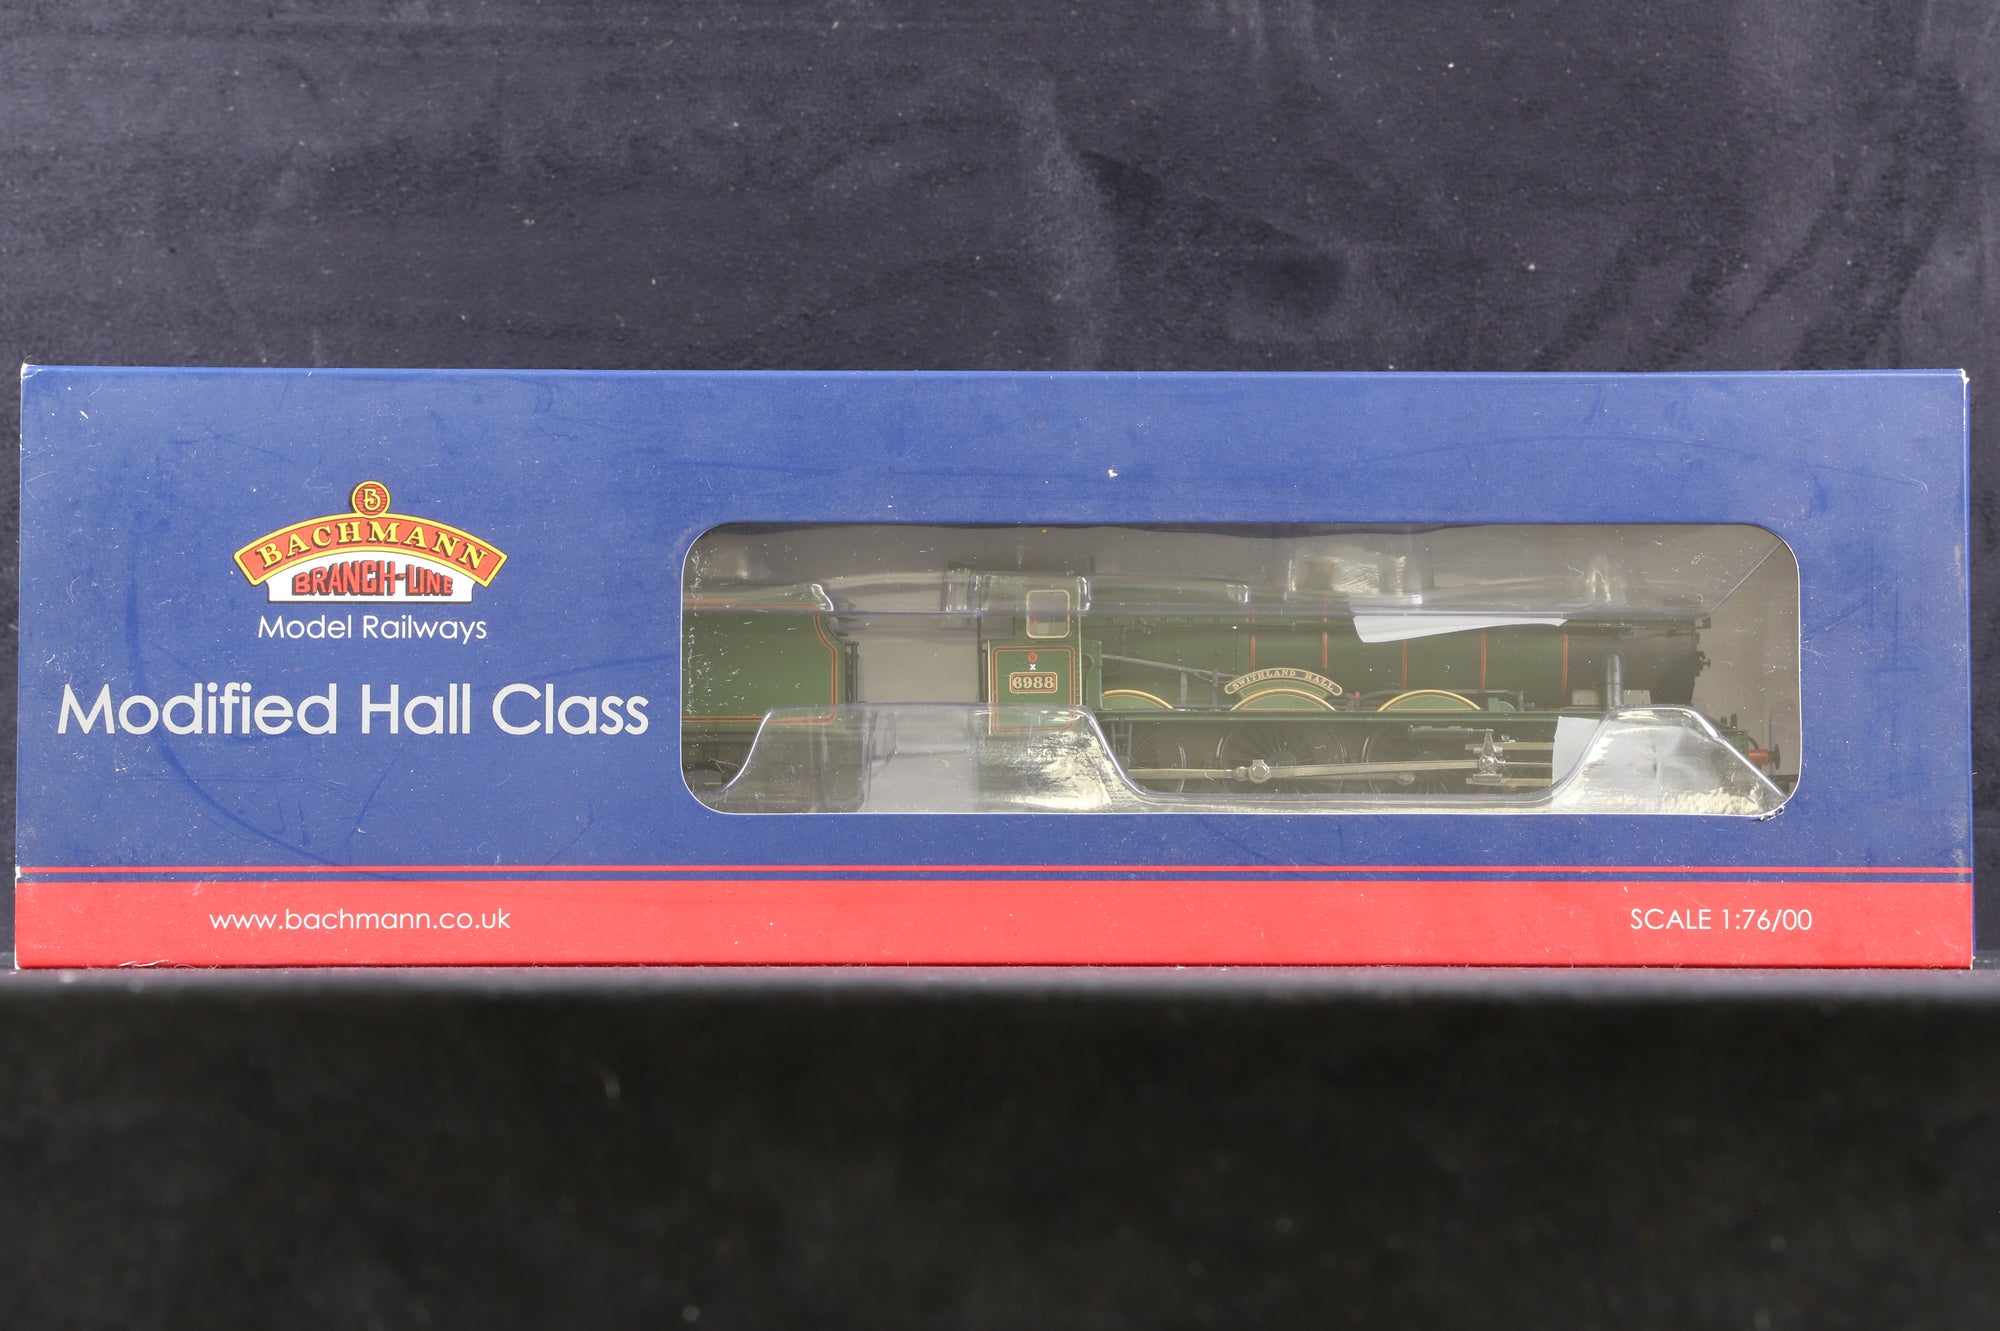 B
BACHMANN
BRANCH-LINE
Model Railways
Modified Hall Class
X
6988
SWITHLAND HALL
www.bachmann.co.uk
SCALE 1:76/00